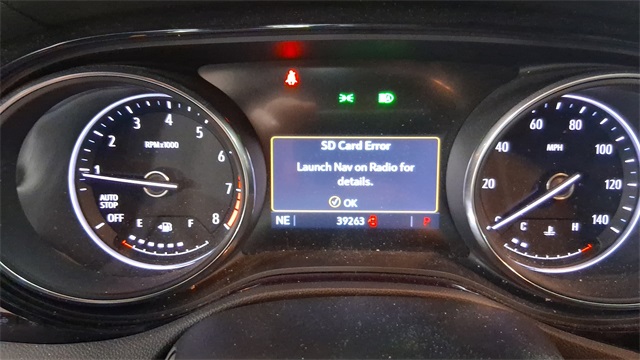 SD Card Error
Launch Nav on Radio for
details.
OK
NE
39263
P
RPMx1000
1
2
3
4
5
6
7
8
AUTO
STOP
OFF
E
F
MPH
0
20
40
60
80
100
120
140
C
H